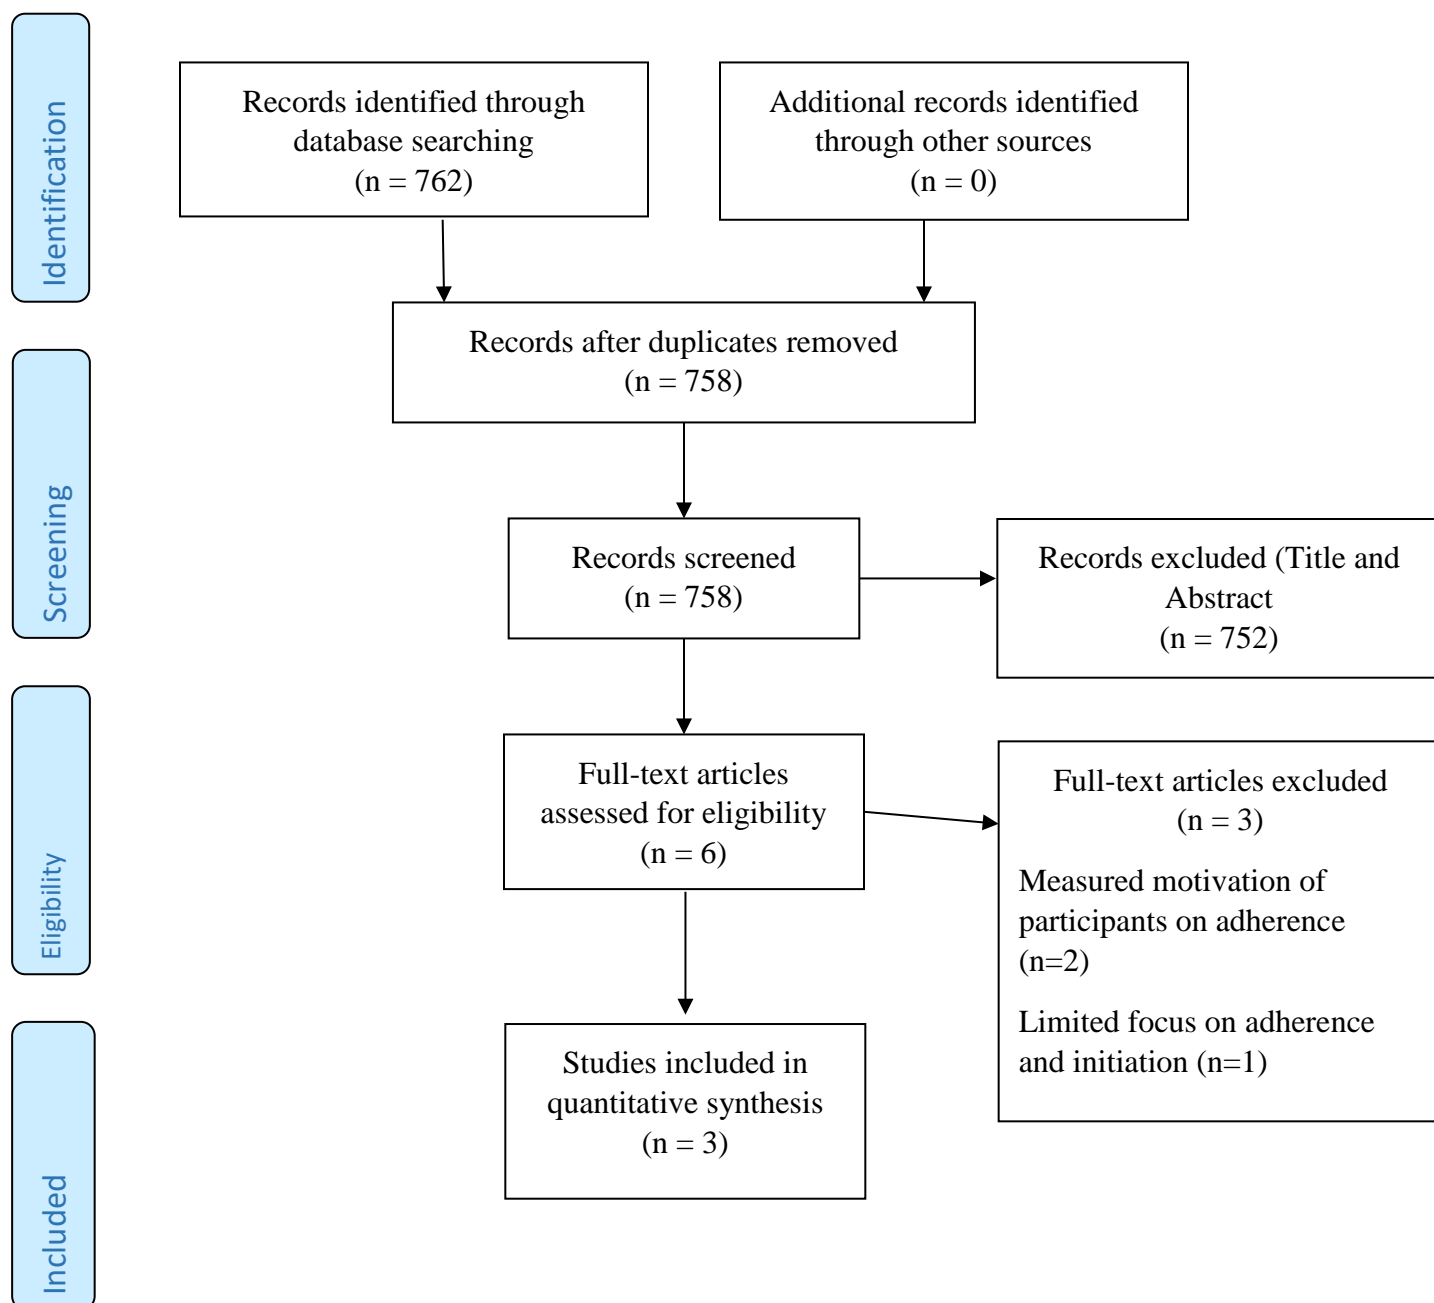 Identification
Records identified through
database searching
(n = 762)
Additional records identified
through other sources
(n = 0)
Records after duplicates removed
(n = 758)
Screening
Records screened
(n = 758)
Records excluded (Title and
Abstract
(n = 752)
Eligibility
Full-text articles
assessed for eligibility
(n = 6)
Full-text articles excluded
(n = 3)
Measured motivation of
participants on adherence
(n=2)
Limited focus on adherence
and initiation (n=1)
Included
Studies included in
quantitative synthesis
(n = 3)